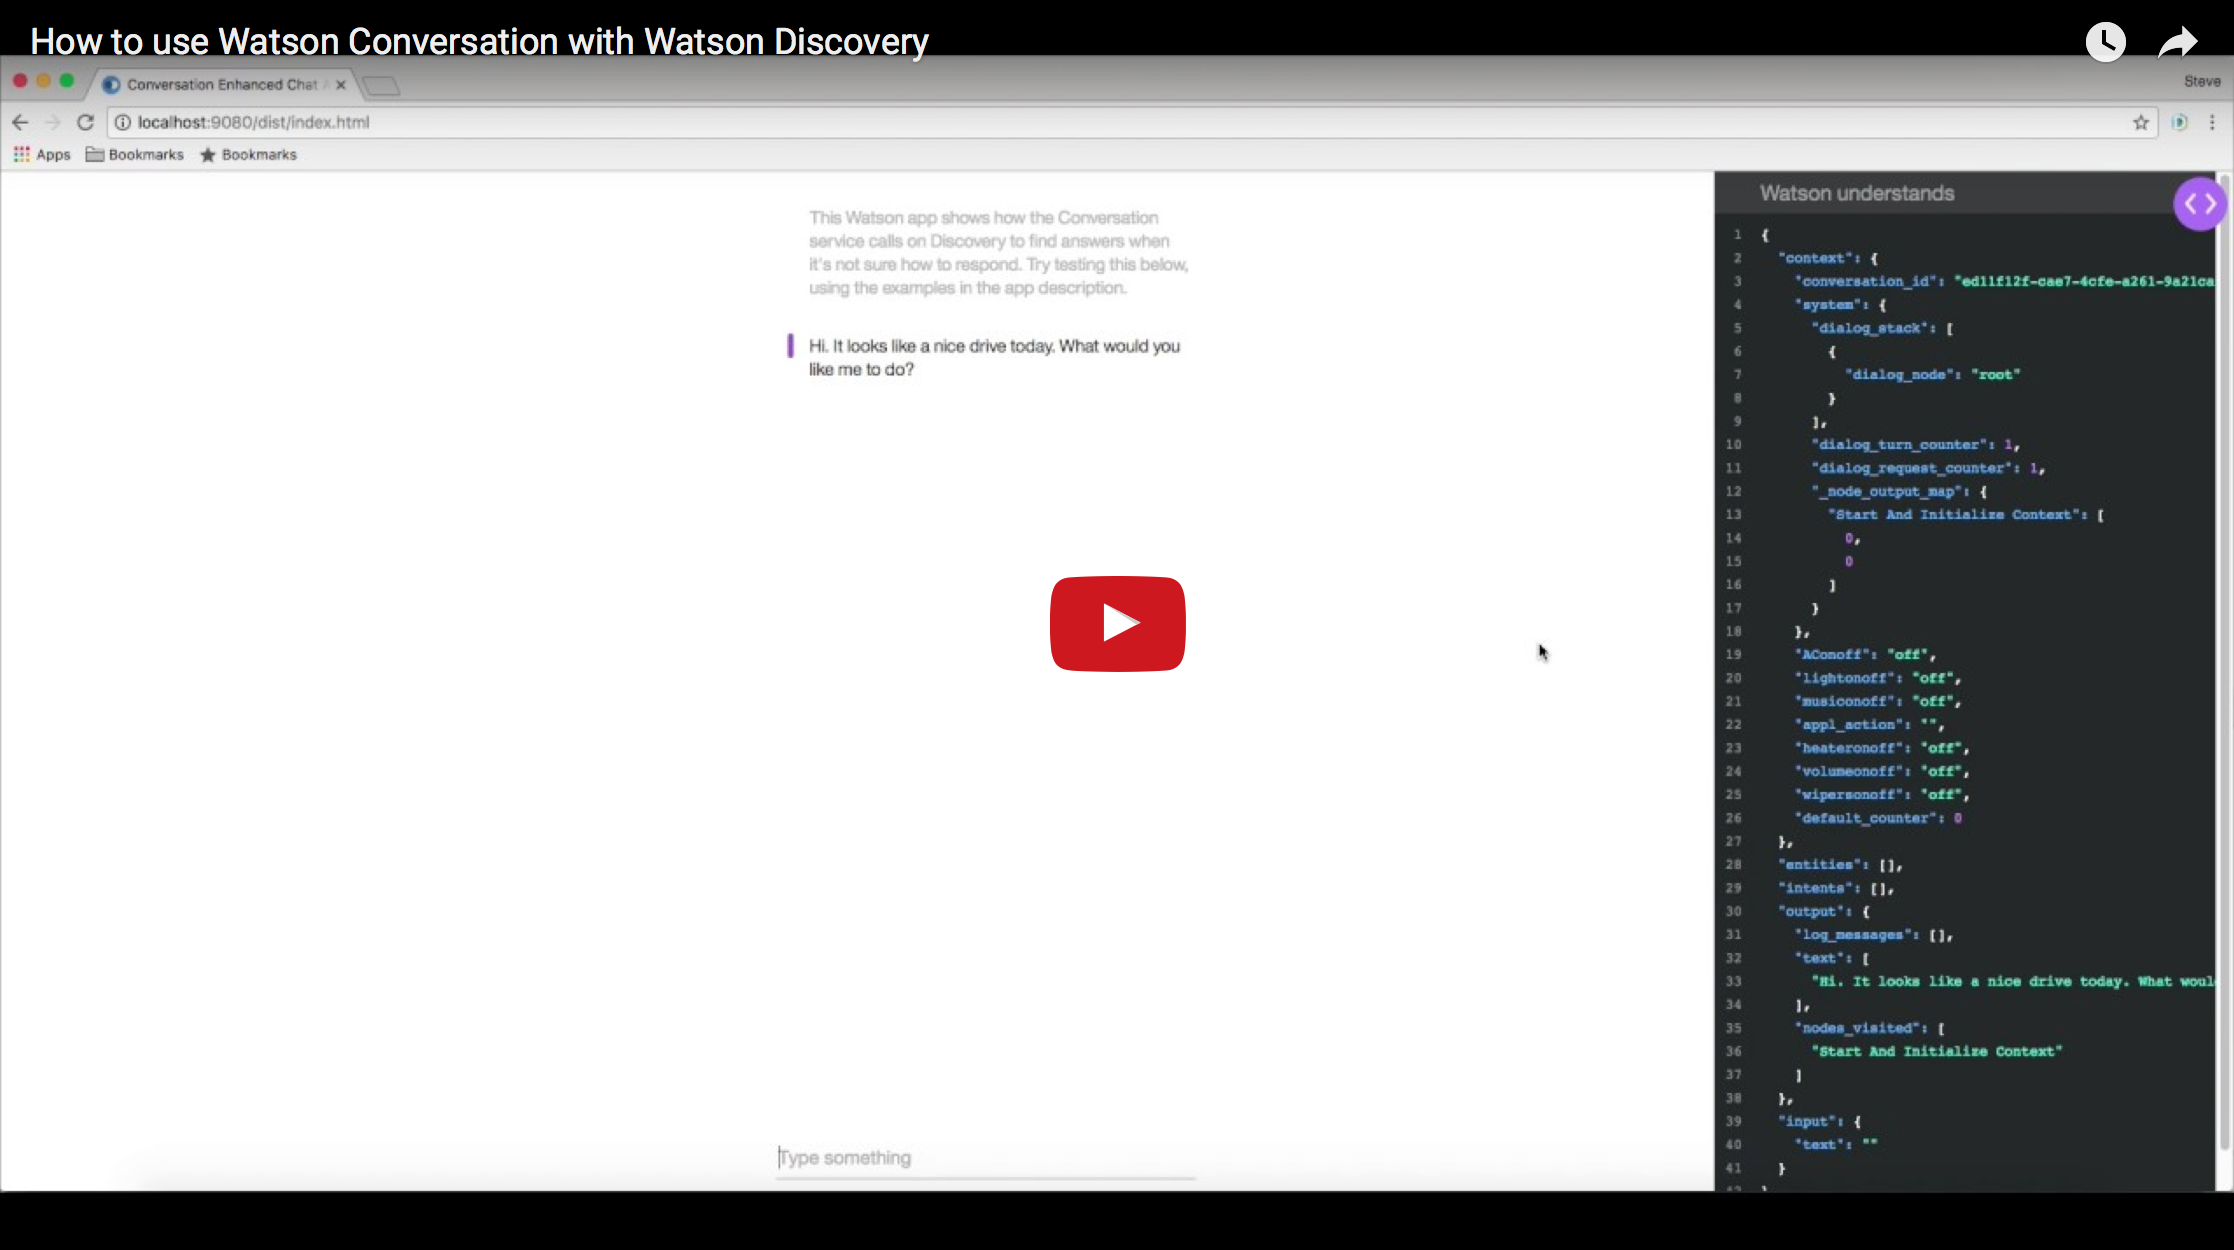 How to use Watson Conversation with Watson Discovery
Conversation Enhanced Chat
Steve
localhost:9080/dist/index.html
Apps Bookmarks Bookmarks
This Watson app shows how the Conversation
service calls on Discovery to find answers when
it's not sure how to respond. Try testing this below,
using the examples in the app description.
Hi. It looks like a nice drive today. What would you
like me to do?
Type something
Watson understands
1 {
2 "context": {
3 "conversation_id": "ed11f12f-cae7-4cfe-a261-9a21ca
4 "system": {
5 "dialog_stack": [
6 {
7 "dialog_node": "root"
8 }
9 ],
10 "dialog_turn_counter": 1,
11 "dialog_request_counter": 1,
12 "_node_output_map": {
13 "Start And Initialize Context": [
14 0,
15 0
16 ]
17 }
18 },
19 "AConoff": "off",
20 "lightonoff": "off",
21 "musiconoff": "off",
22 "appl_action": "",
23 "heateronoff": "off",
24 "volumeonoff": "off",
25 "wipersonoff": "off",
26 "default_counter": 0
27 },
28 "entities": [],
29 "intents": [],
30 "output": {
31 "log_messages": [],
32 "text": [
33 "Hi. It looks like a nice drive today. What woul
34 ],
35 "nodes_visited": [
36 "Start And Initialize Context"
37 ]
38 },
39 "input": {
40 "text": ""
41 }